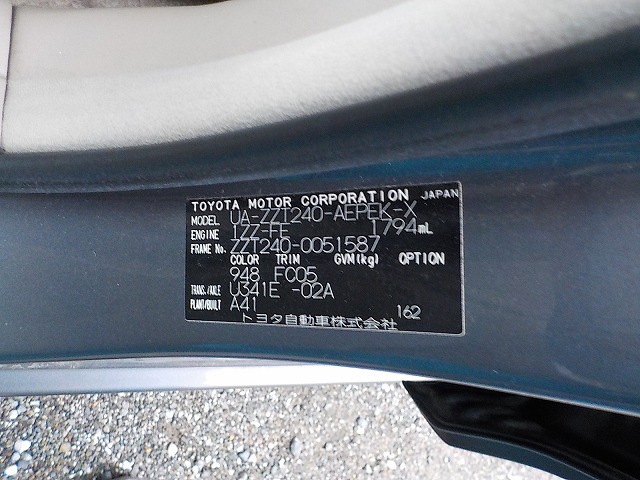 TOYOTA MOTOR CORPORATION JAPAN
MODEL UA-ZZT240-AEPEK-X
ENGINE 1ZZ-FE 1794mL
FRAME No. ZZT240-0051587
COLOR TRIM GVM(kg) OPTION
948 FC05
TRANS./AXLE U341E -02A
PLANT/BUILT A41 162
トヨタ自動車株式会社